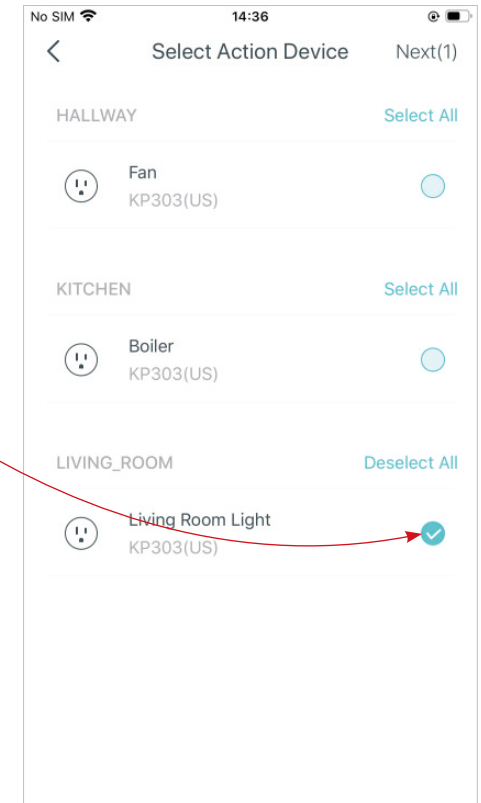 No SIM 14:36
Select Action Device Next(1)
HALLWAY Select All
Fan
KP303(US)
KITCHEN Select All
Boiler
KP303(US)
LIVING_ROOM Deselect All
Living Room Light
KP303(US)